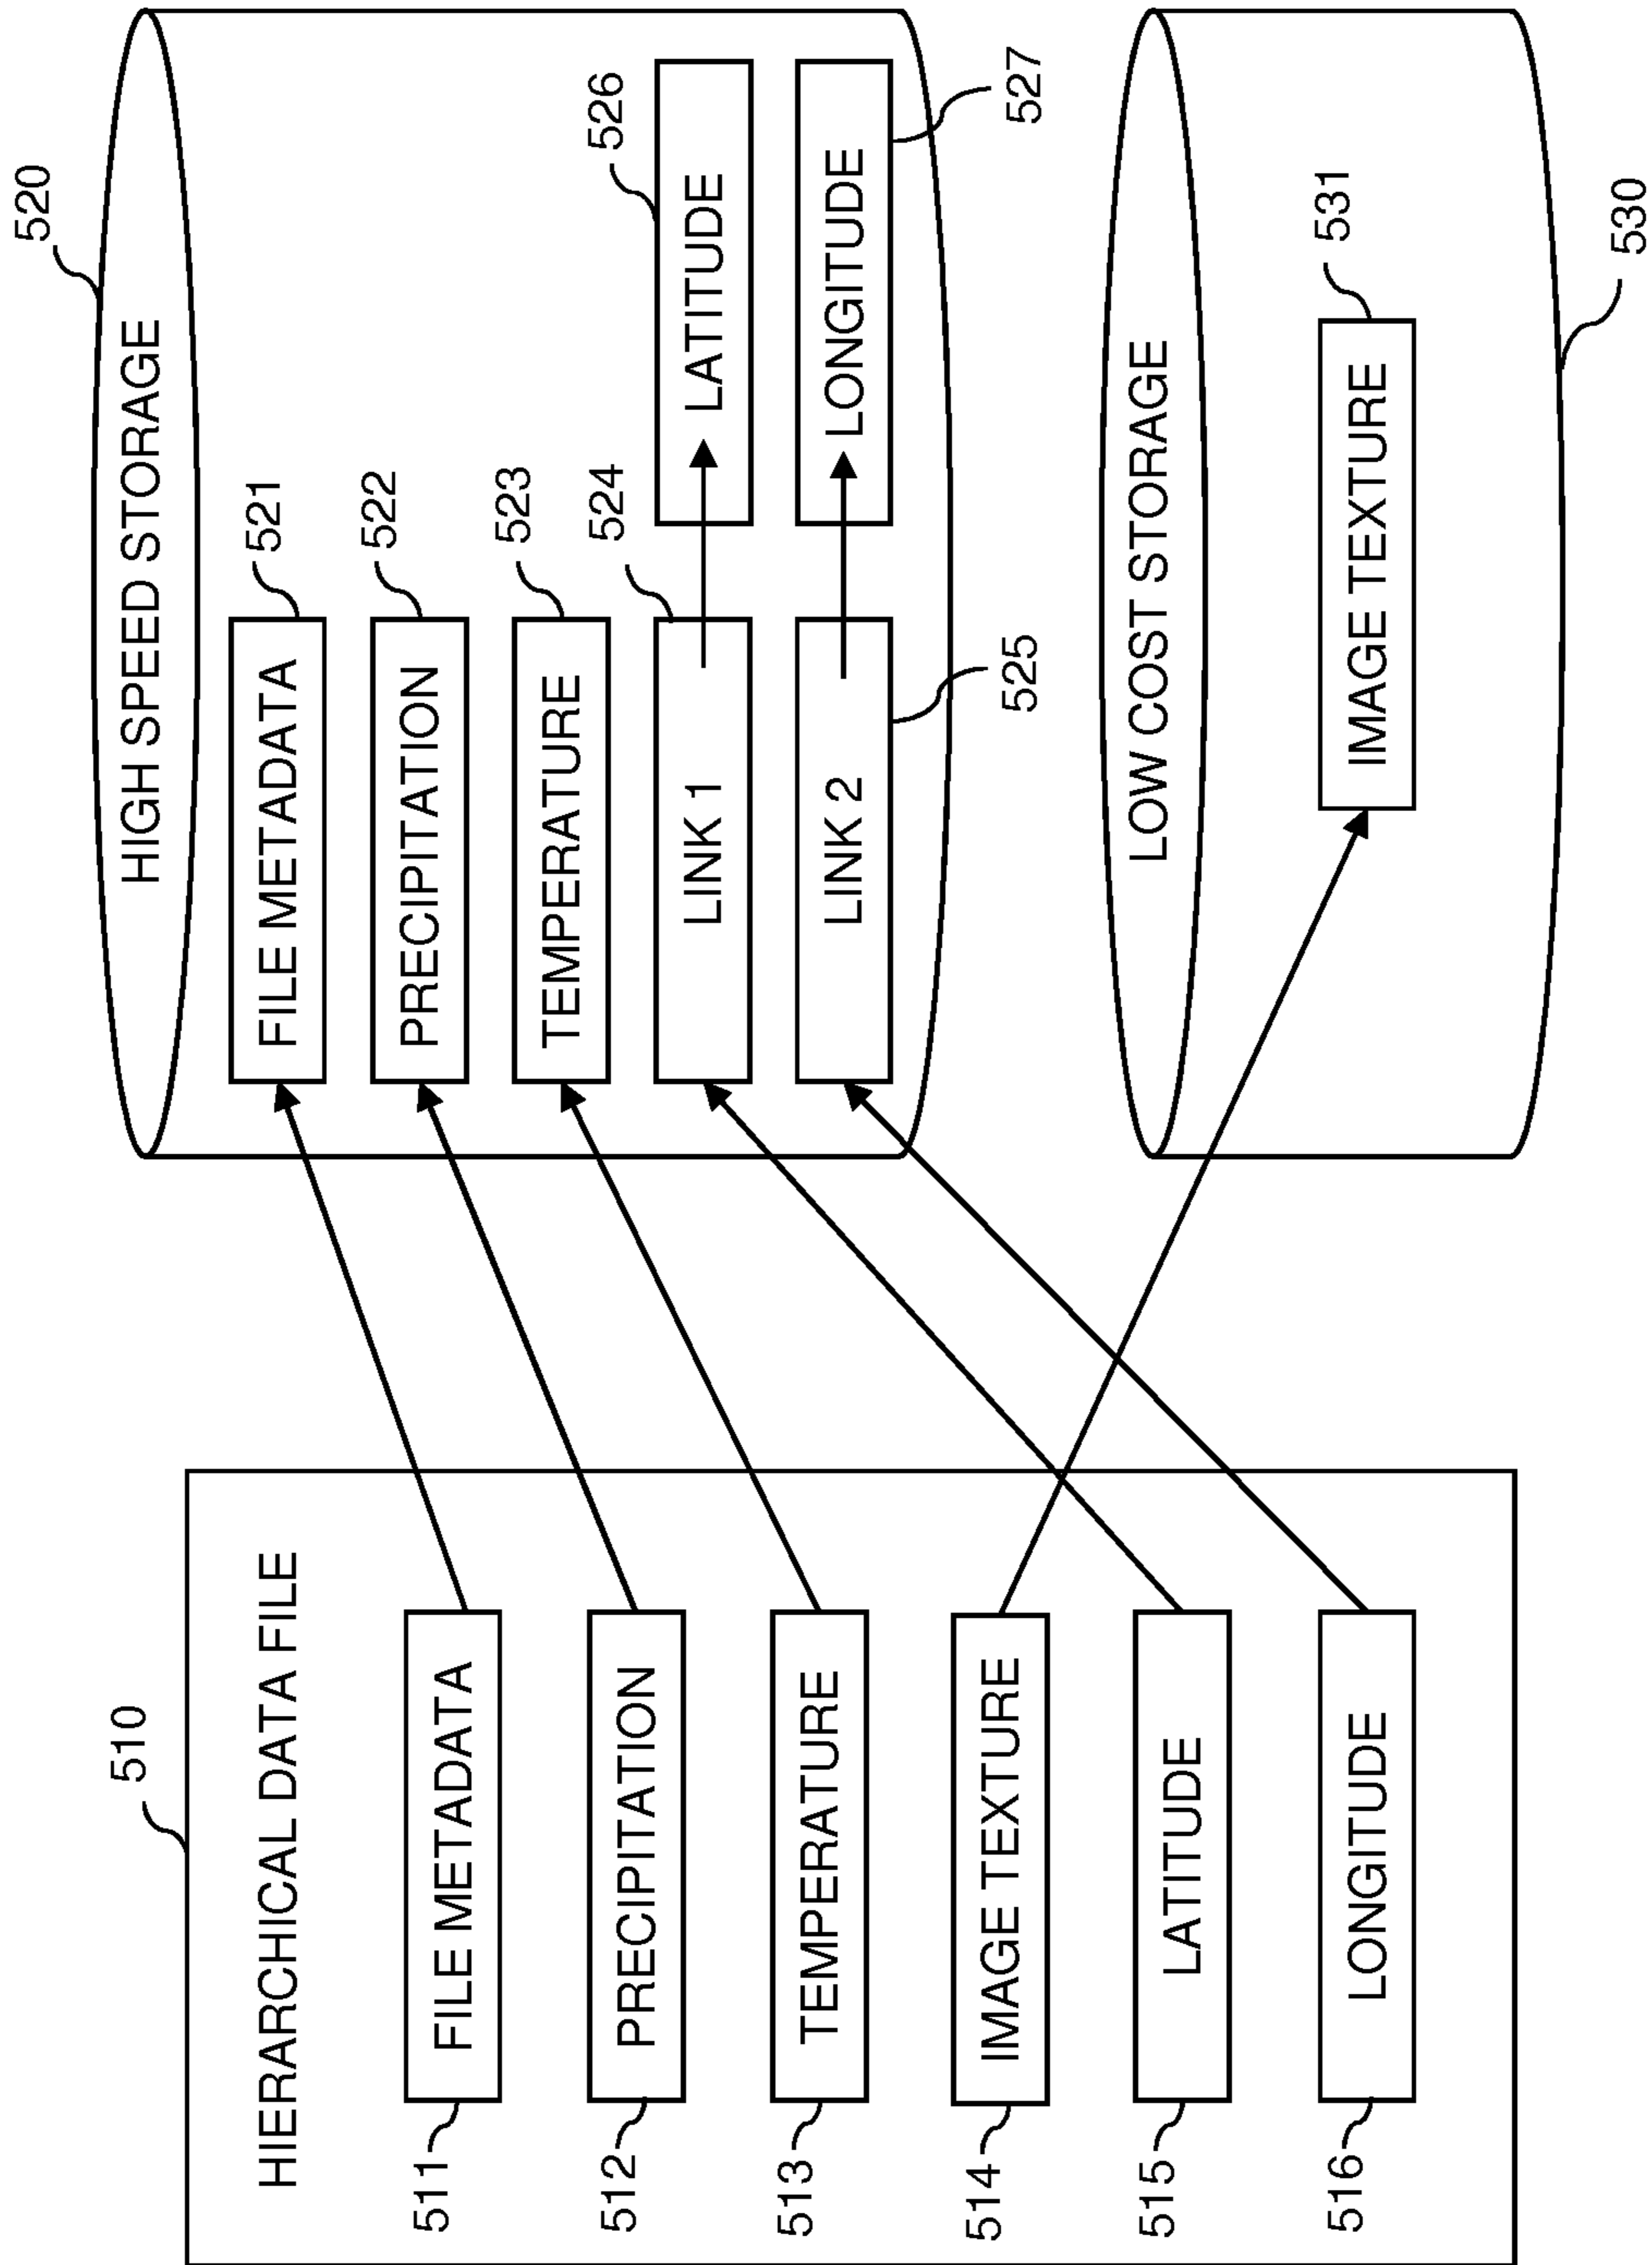 510
HIERARCHICAL DATA FILE
511
FILE METADATA
512
PRECIPITATION
513
TEMPERATURE
514
IMAGE TEXTURE
515
LATITUDE
516
LONGITUDE
520
HIGH SPEED STORAGE
FILE METADATA
521
PRECIPITATION
522
TEMPERATURE
523
LINK 1
524
LATITUDE
526
LINK 2
525
LONGITUDE
527
LOW COST STORAGE
IMAGE TEXTURE
531
530